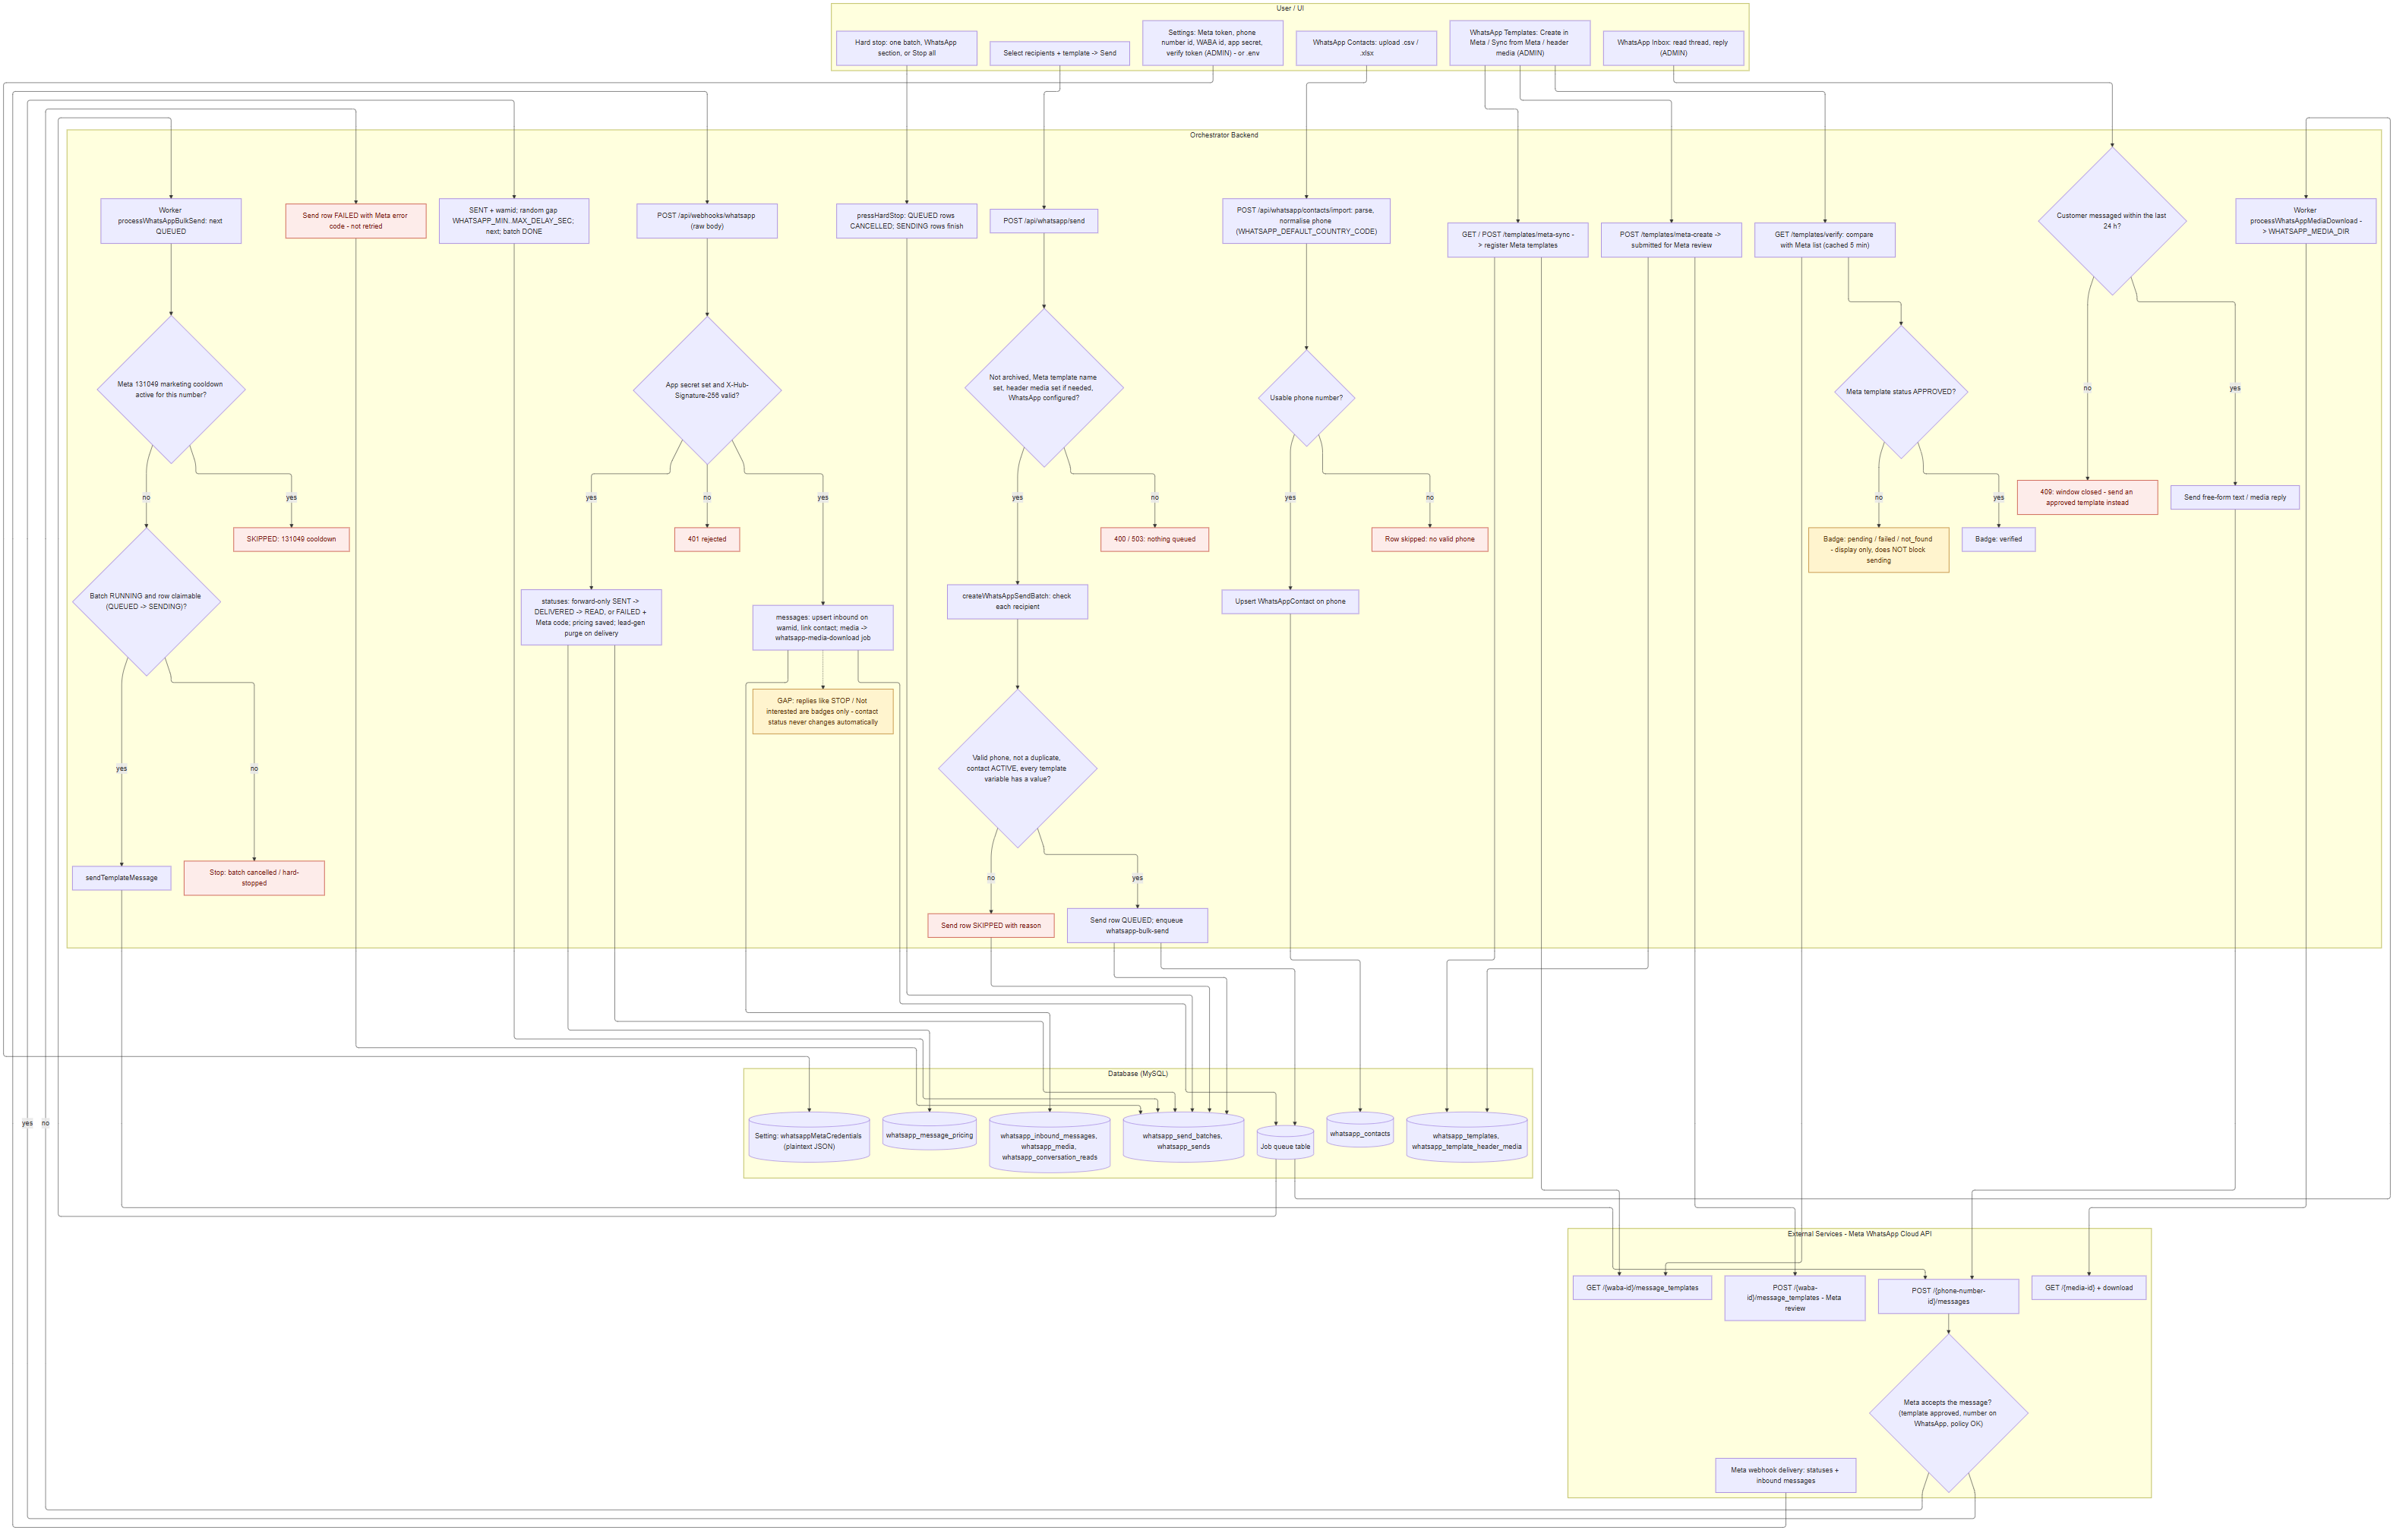 User / UI
Hard stop: one batch, WhatsApp
section, or Stop all
Select recipients + template -> Send
Settings: Meta token, phone
number id, WABA id, app secret,
verify token (ADMIN) - or .env
WhatsApp Contacts: upload .csv /
.xlsx
WhatsApp Templates: Create in
Meta / Sync from Meta / header
media (ADMIN)
WhatsApp Inbox: read thread, reply
(ADMIN)
Orchestrator Backend
Worker
processWhatsAppBulkSend: next
QUEUED
Send row FAILED with Meta error
code - not retried
SENT + wamid; random gap
WHATSAPP_MIN..MAX_DELAY_SEC;
next; batch DONE
POST /api/webhooks/whatsapp
(raw body)
pressHardStop: QUEUED rows
CANCELLED; SENDING rows finish
POST /api/whatsapp/send
POST /api/whatsapp/contacts/import: parse,
normalise phone
(WHATSAPP_DEFAULT_COUNTRY_CODE)
GET / POST /templates/meta-sync -
> register Meta templates
POST /templates/meta-create ->
submitted for Meta review
GET /templates/verify: compare
with Meta list (cached 5 min)
Customer messaged within the last
24 h?
Worker
processWhatsAppMediaDownload -
> WHATSAPP_MEDIA_DIR
Meta 131049 marketing cooldown
active for this number?
App secret set and X-Hub-
Signature-256 valid?
Not archived, Meta template name
set, header media set if needed,
WhatsApp configured?
Usable phone number?
Meta template status APPROVED?
no
yes
no
yes
yes
no
yes
yes
no
yes
no
no
yes
409: window closed - send an
approved template instead
Send free-form text / media reply
SKIPPED: 131049 cooldown
401 rejected
400 / 503: nothing queued
Row skipped: no valid phone
Badge: pending / failed / not_found
- display only, does NOT block
sending
Badge: verified
Batch RUNNING and row claimable
(QUEUED -> SENDING)?
statuses: forward-only SENT ->
DELIVERED -> READ, or FAILED +
Meta code; pricing saved; lead-gen
purge on delivery
messages: upsert inbound on
wamid, link contact; media ->
whatsapp-media-download job
createWhatsAppSendBatch: check
each recipient
Upsert WhatsAppContact on phone
GAP: replies like STOP / Not
interested are badges only - contact
status never changes automatically
Valid phone, not a duplicate,
contact ACTIVE, every template
variable has a value?
yes
no
no
yes
sendTemplateMessage
Stop: batch cancelled / hard-
stopped
Send row SKIPPED with reason
Send row QUEUED; enqueue
whatsapp-bulk-send
Database (MySQL)
yes
no
Setting: whatsappMetaCredentials
(plaintext JSON)
whatsapp_message_pricing
whatsapp_inbound_messages,
whatsapp_media,
whatsapp_conversation_reads
whatsapp_send_batches,
whatsapp_sends
Job queue table
whatsapp_contacts
whatsapp_templates,
whatsapp_template_header_media
External Services - Meta WhatsApp Cloud API
GET /{waba-id}/message_templates
POST /{waba-
id}/message_templates - Meta
review
POST /{phone-number-
id}/messages
GET /{media-id} + download
Meta accepts the message?
(template approved, number on
WhatsApp, policy OK)
Meta webhook delivery: statuses +
inbound messages